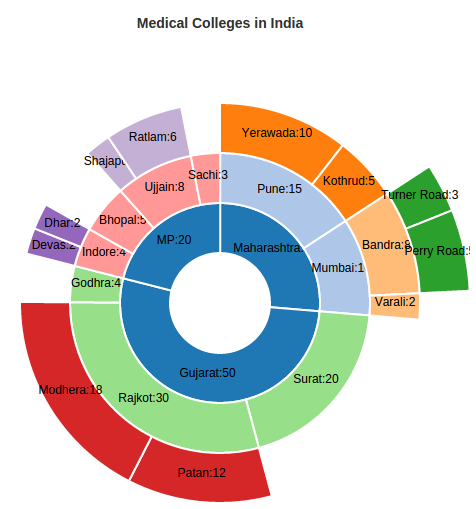 Medical Colleges in India
Yerawada:10
Ratlam:6
Shajapu
Sachi:3
Kothrud:5
Ujjain:8
Pune:15
Turner Road:3
Bhopal:5
Dhar:2
MP:20
Maharashtra:
Bandra:8
Devas:2
Indore:4
Perry Road:5
Mumbai:1
Godhra:4
Varali:2
Gujarat:50
Surat:20
Modhera:18
Rajkot:30
Patan:12